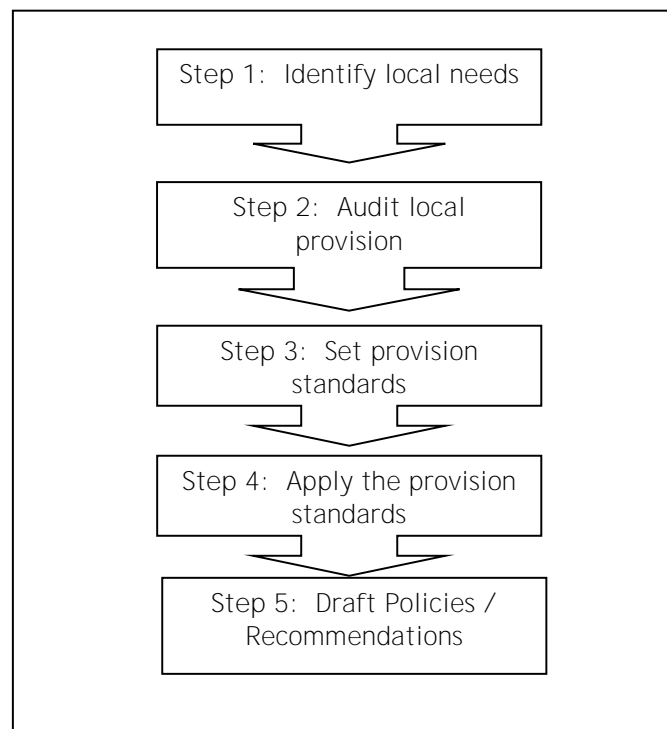 Step 1: Identify local needs
Step 2: Audit local
provision
Step 3: Set provision
standards
Step 4: Apply the provision
standards
Step 5: Draft Policies /
Recommendations